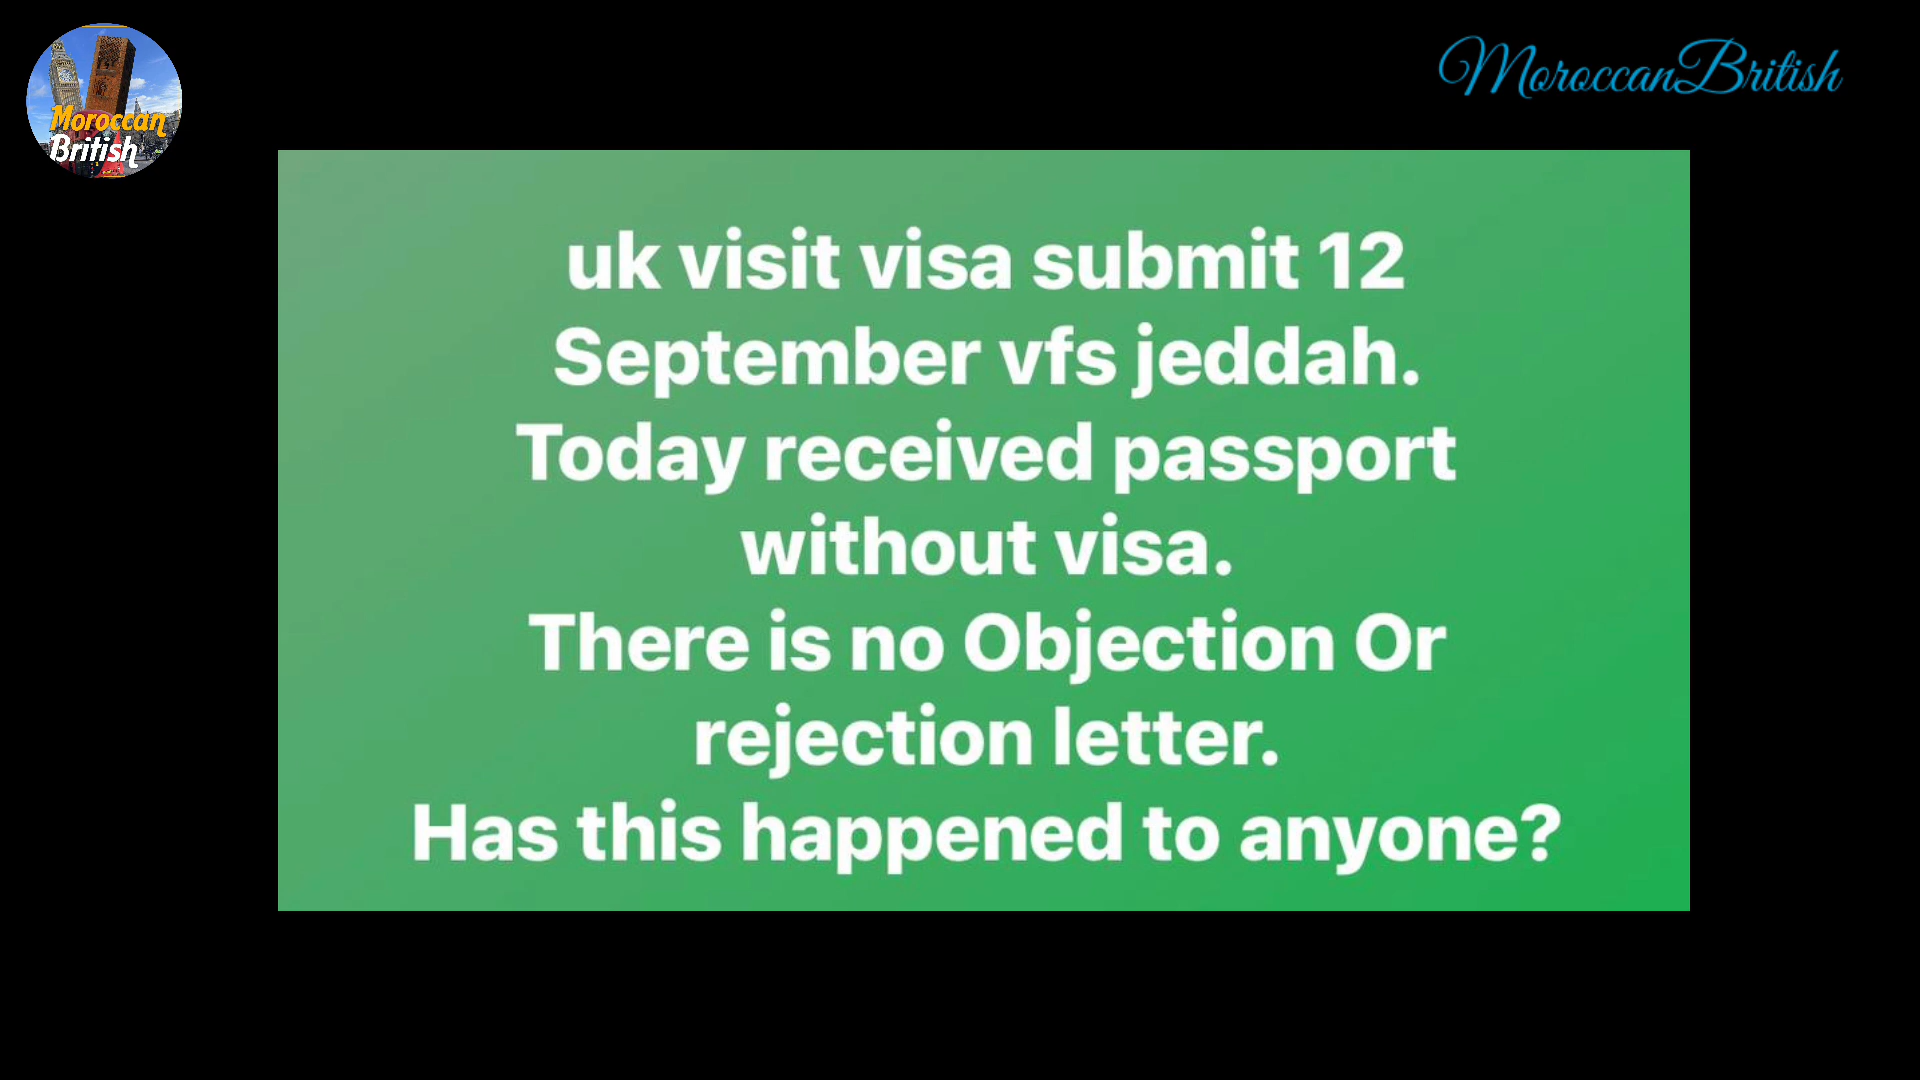 Moroccan
British
MoroccanBritish
uk visit visa submit 12
September vfs jeddah.
Today received passport
without visa.
There is no Objection Or
rejection letter.
Has this happened to anyone?